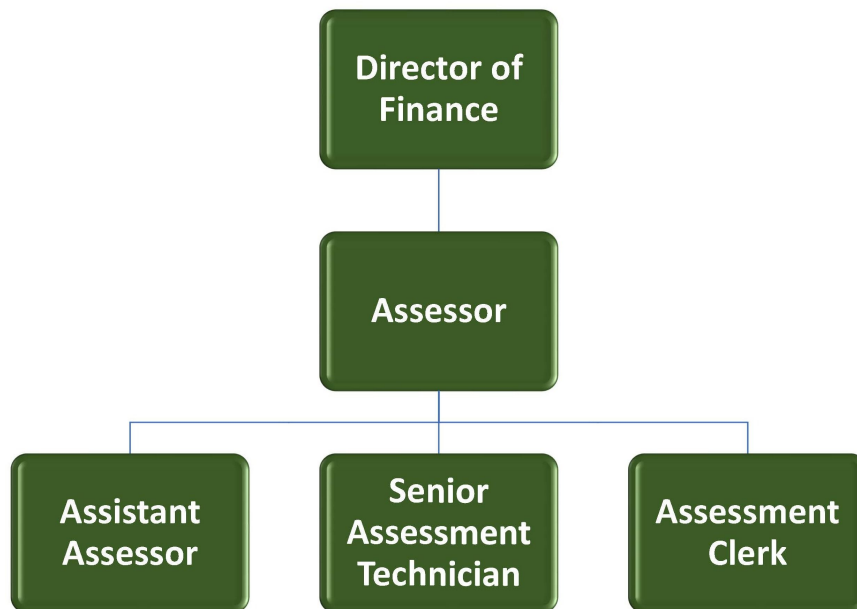 Director of
Finance
Assessor
Assistant
Assessor
Senior
Assessment
Technician
Assessment
Clerk